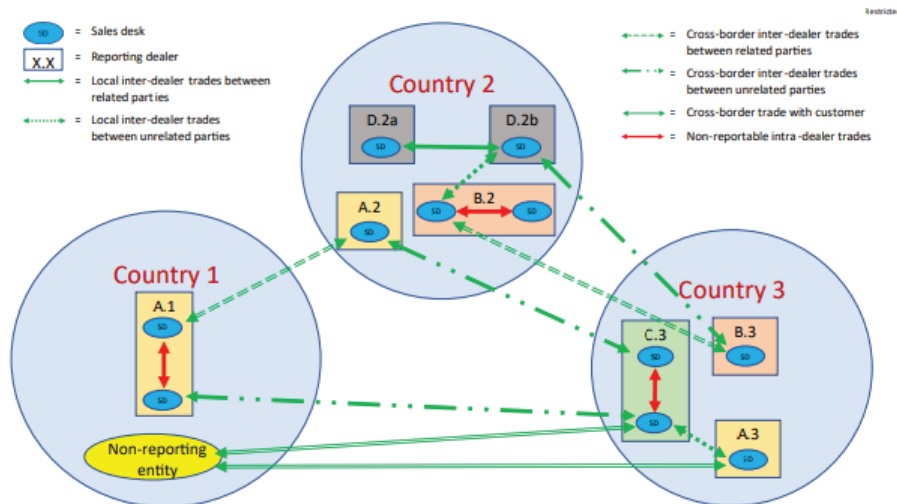 Restricted
SD = Sales desk
X.X = Reporting dealer
= Local inter-dealer trades between
related parties
= Local inter-dealer trades
between unrelated parties
= Cross-border inter-dealer trades
between related parties
= Cross-border inter-dealer trades
between unrelated parties
= Cross-border trade with customer
= Non-reportable intra-dealer trades
Country 2
D.2a
D.2b
SD
SD
A.2
B.2
SD
SD
SD
Country 1
A.1
SD
SD
Non-reporting
entity
Country 3
C.3
B.3
SD
SD
SD
A.3
SD